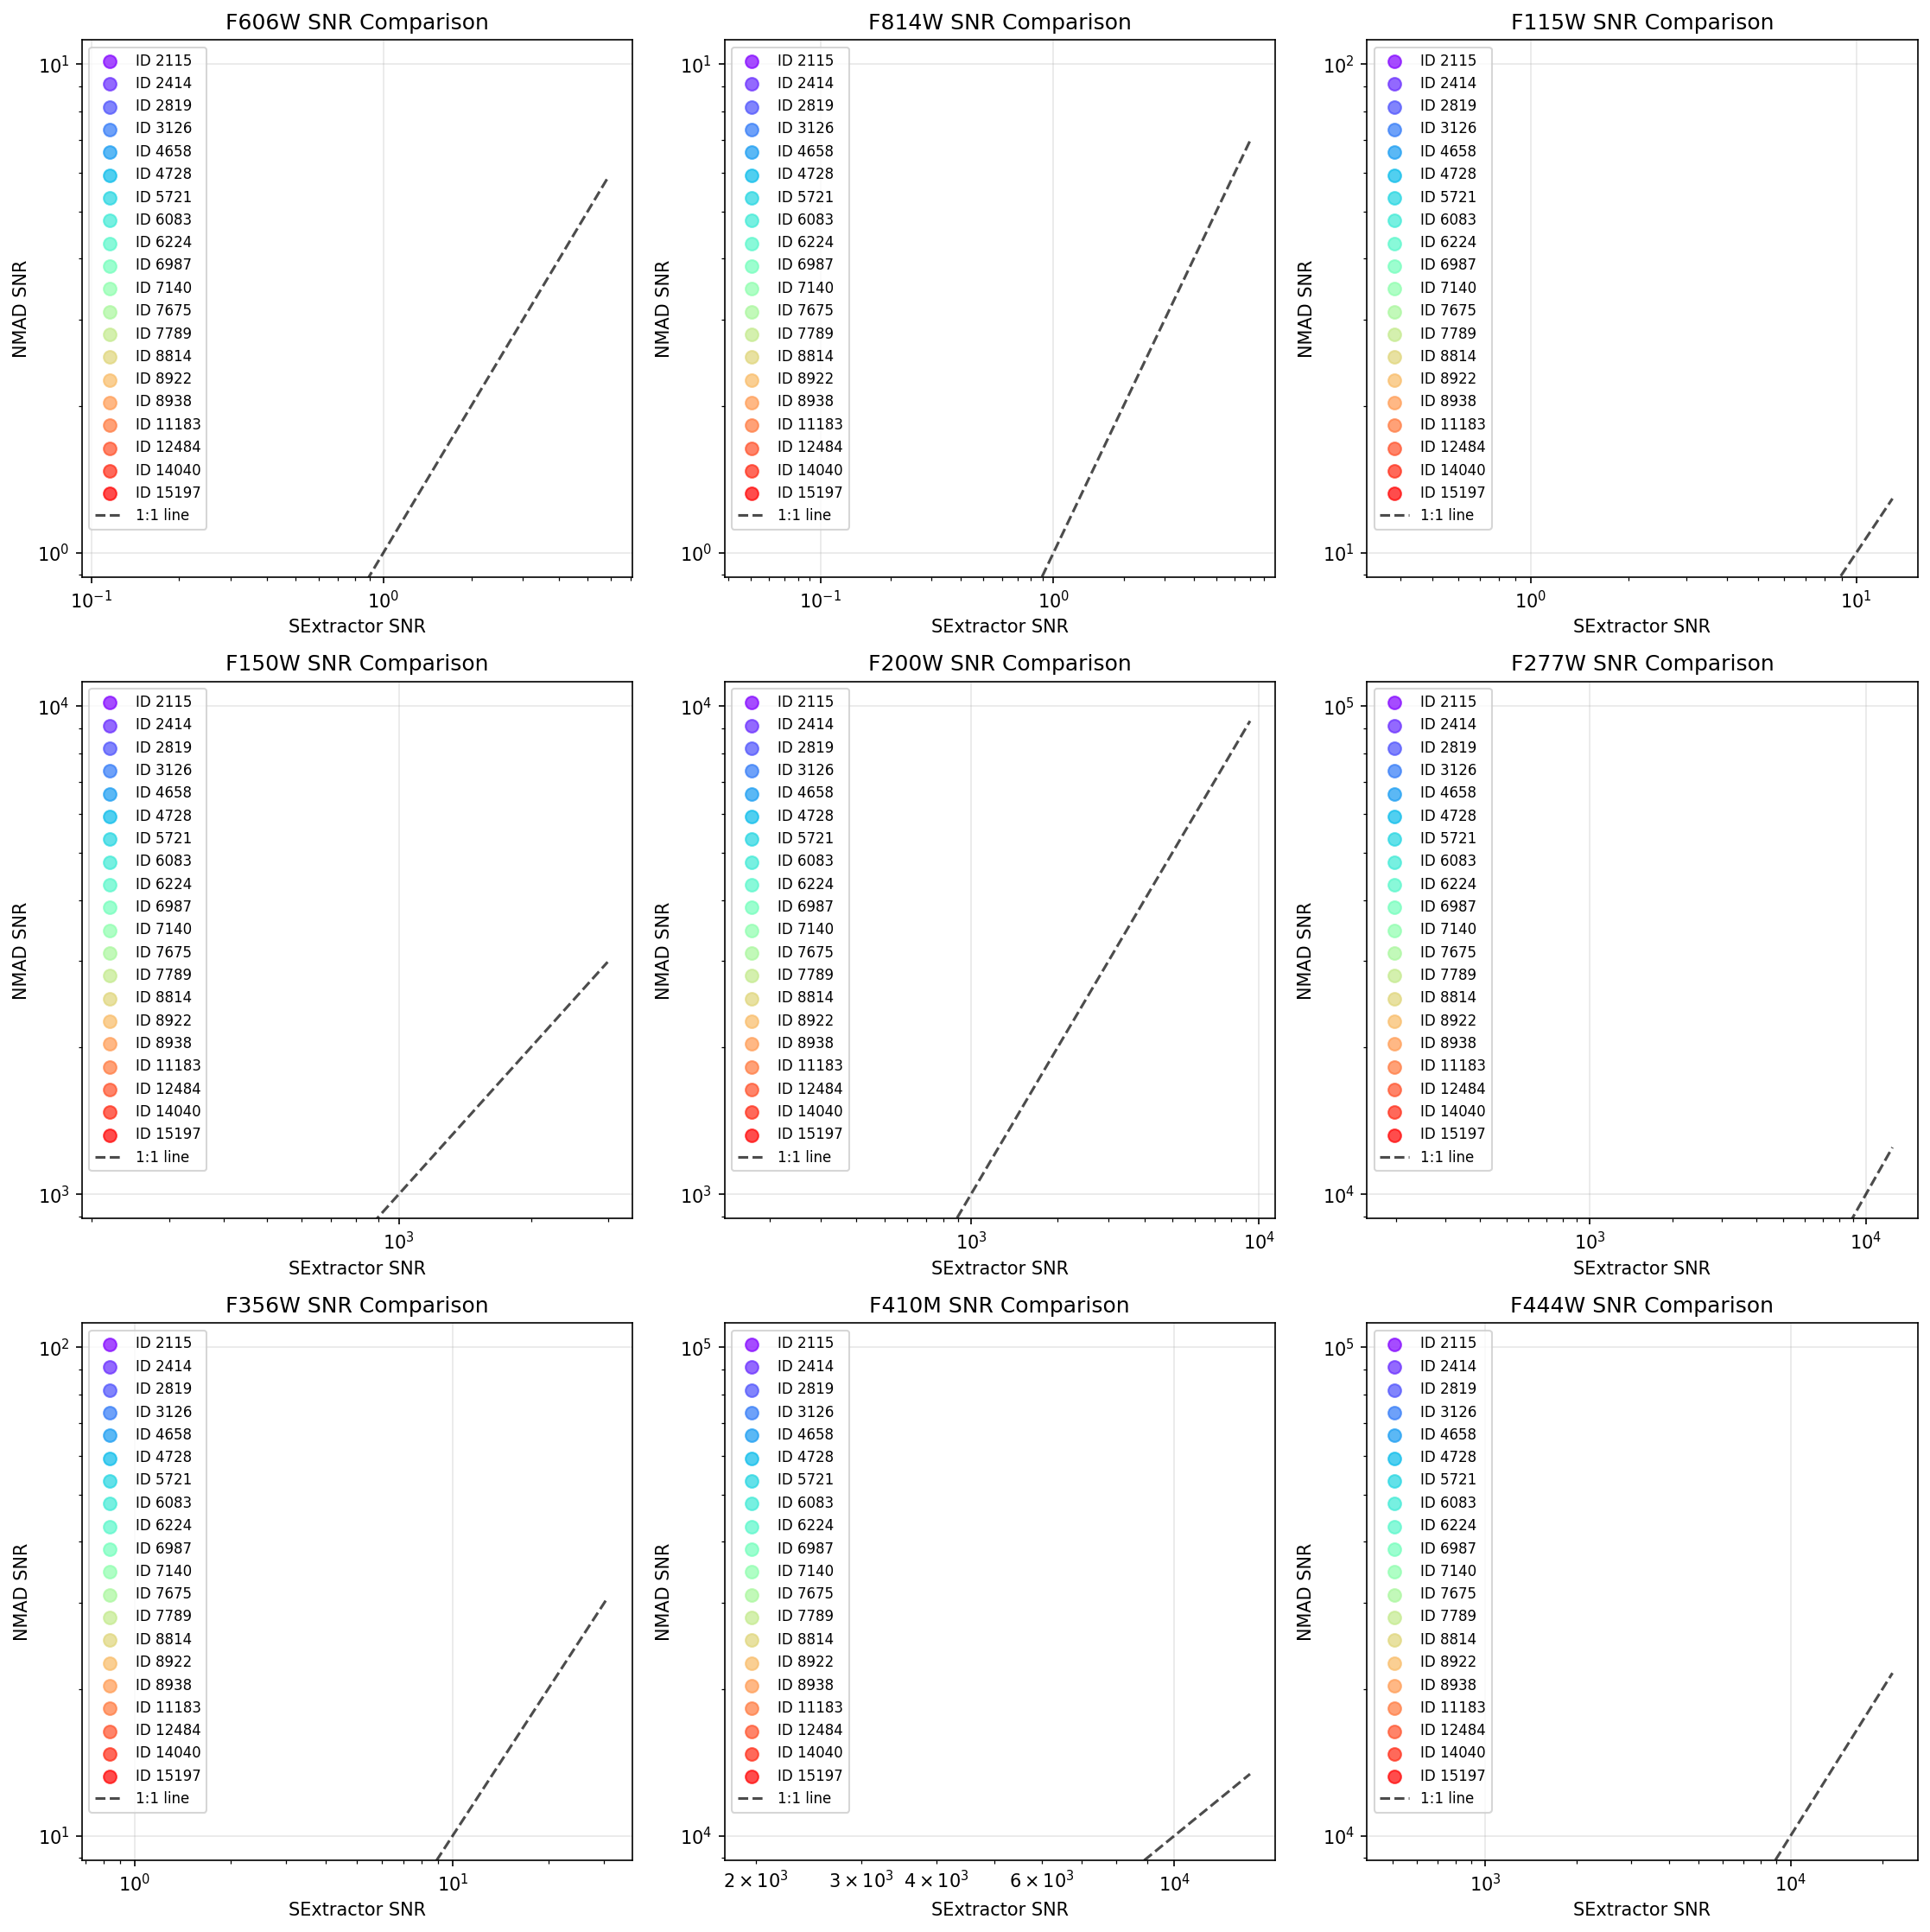 F606W SNR Comparison
NMAD SNR
10¹
10⁰
ID 2115
ID 2414
ID 2819
ID 3126
ID 4658
ID 4728
ID 5721
ID 6083
ID 6224
ID 6987
ID 7140
ID 7675
ID 7789
ID 8814
ID 8922
ID 8938
ID 11183
ID 12484
ID 14040
ID 15197
1:1 line
10⁻¹ 10⁰
SExtractor SNR
F814W SNR Comparison
NMAD SNR
10¹
10⁰
ID 2115
ID 2414
ID 2819
ID 3126
ID 4658
ID 4728
ID 5721
ID 6083
ID 6224
ID 6987
ID 7140
ID 7675
ID 7789
ID 8814
ID 8922
ID 8938
ID 11183
ID 12484
ID 14040
ID 15197
1:1 line
10⁻¹ 10⁰
SExtractor SNR
F115W SNR Comparison
NMAD SNR
10²
10¹
ID 2115
ID 2414
ID 2819
ID 3126
ID 4658
ID 4728
ID 5721
ID 6083
ID 6224
ID 6987
ID 7140
ID 7675
ID 7789
ID 8814
ID 8922
ID 8938
ID 11183
ID 12484
ID 14040
ID 15197
1:1 line
10⁰ 10¹
SExtractor SNR
F150W SNR Comparison
NMAD SNR
10⁴
10³
ID 2115
ID 2414
ID 2819
ID 3126
ID 4658
ID 4728
ID 5721
ID 6083
ID 6224
ID 6987
ID 7140
ID 7675
ID 7789
ID 8814
ID 8922
ID 8938
ID 11183
ID 12484
ID 14040
ID 15197
1:1 line
10³
SExtractor SNR
F200W SNR Comparison
NMAD SNR
10⁴
10³
ID 2115
ID 2414
ID 2819
ID 3126
ID 4658
ID 4728
ID 5721
ID 6083
ID 6224
ID 6987
ID 7140
ID 7675
ID 7789
ID 8814
ID 8922
ID 8938
ID 11183
ID 12484
ID 14040
ID 15197
1:1 line
10³ 10⁴
SExtractor SNR
F277W SNR Comparison
NMAD SNR
10⁵
10⁴
ID 2115
ID 2414
ID 2819
ID 3126
ID 4658
ID 4728
ID 5721
ID 6083
ID 6224
ID 6987
ID 7140
ID 7675
ID 7789
ID 8814
ID 8922
ID 8938
ID 11183
ID 12484
ID 14040
ID 15197
1:1 line
10³ 10⁴
SExtractor SNR
F356W SNR Comparison
NMAD SNR
10²
10¹
ID 2115
ID 2414
ID 2819
ID 3126
ID 4658
ID 4728
ID 5721
ID 6083
ID 6224
ID 6987
ID 7140
ID 7675
ID 7789
ID 8814
ID 8922
ID 8938
ID 11183
ID 12484
ID 14040
ID 15197
1:1 line
10⁰ 10¹
SExtractor SNR
F410M SNR Comparison
NMAD SNR
10⁵
10⁴
ID 2115
ID 2414
ID 2819
ID 3126
ID 4658
ID 4728
ID 5721
ID 6083
ID 6224
ID 6987
ID 7140
ID 7675
ID 7789
ID 8814
ID 8922
ID 8938
ID 11183
ID 12484
ID 14040
ID 15197
1:1 line
2 × 10³ 3 × 10³ 4 × 10³ 6 × 10³ 10⁴
SExtractor SNR
F444W SNR Comparison
NMAD SNR
10⁵
10⁴
ID 2115
ID 2414
ID 2819
ID 3126
ID 4658
ID 4728
ID 5721
ID 6083
ID 6224
ID 6987
ID 7140
ID 7675
ID 7789
ID 8814
ID 8922
ID 8938
ID 11183
ID 12484
ID 14040
ID 15197
1:1 line
10³ 10⁴
SExtractor SNR